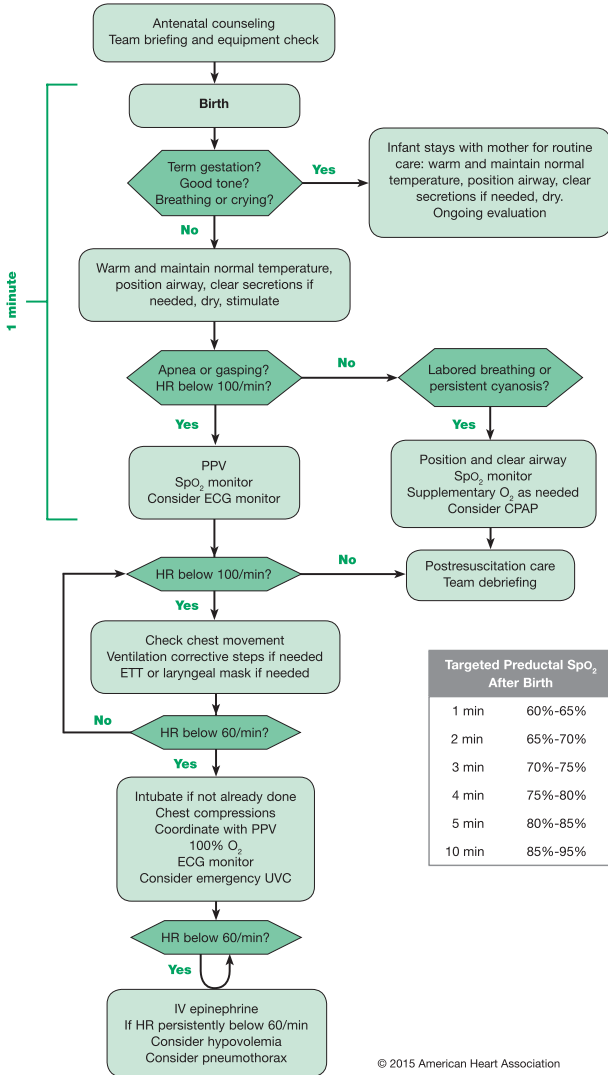 Antenatal counseling
Team briefing and equipment check
Birth
Term gestation?
Good tone?
Breathing or crying?
Yes
Infant stays with mother for routine
care: warm and maintain normal
temperature, position airway, clear
secretions if needed, dry.
Ongoing evaluation
No
1 minute
Warm and maintain normal temperature,
position airway, clear secretions if
needed, dry, stimulate
Apnea or gasping?
HR below 100/min?
No
Labored breathing or
persistent cyanosis?
Yes
Yes
PPV
SpO₂ monitor
Consider ECG monitor
Position and clear airway
SpO₂ monitor
Supplementary O₂ as needed
Consider CPAP
HR below 100/min?
No
Postresuscitation care
Team debriefing
Yes
Check chest movement
Ventilation corrective steps if needed
ETT or laryngeal mask if needed
No
HR below 60/min?
Yes
Intubate if not already done
Chest compressions
Coordinate with PPV
100% O₂
ECG monitor
Consider emergency UVC
HR below 60/min?
Yes
IV epinephrine
If HR persistently below 60/min
Consider hypovolemia
Consider pneumothorax
Targeted Preductal SpO₂
After Birth
1 min 60%-65%
2 min 65%-70%
3 min 70%-75%
4 min 75%-80%
5 min 80%-85%
10 min 85%-95%
© 2015 American Heart Association